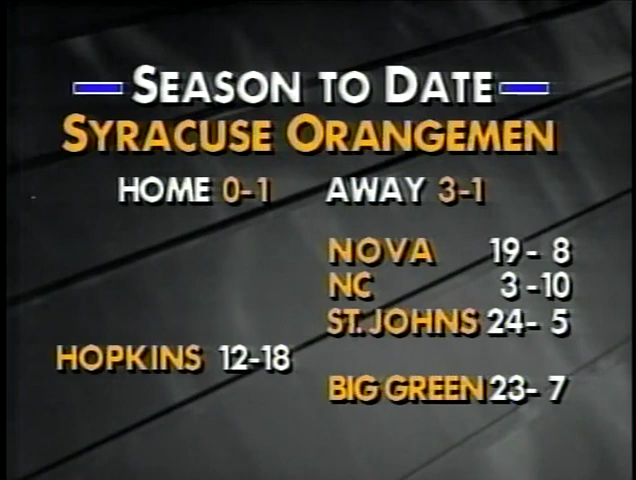 SEASON TO DATE
SYRACUSE ORANGEMEN
HOME 0-1 AWAY 3-1
NOVA 19-8
NC 3-10
ST. JOHNS 24-5
HOPKINS 12-18
BIG GREEN 23-7